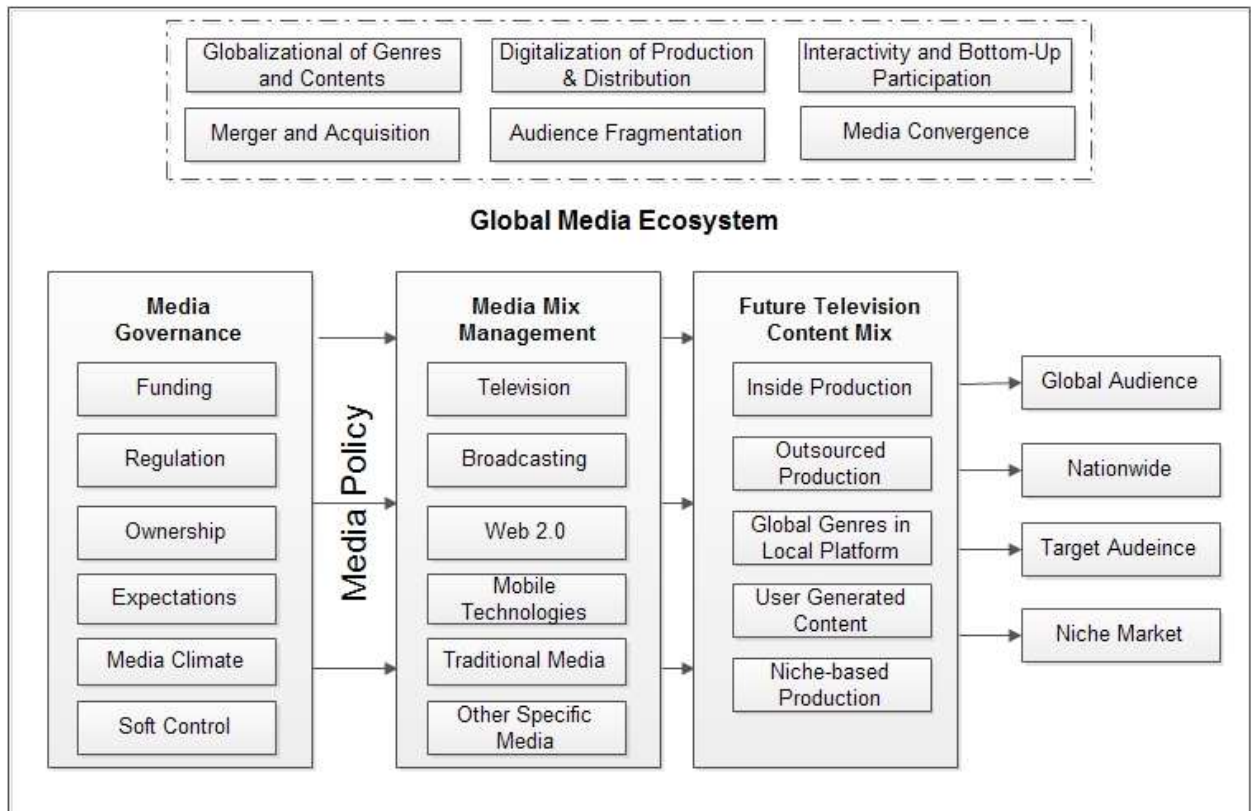 Globalizational of Genres
and Contents
Digitalization of Production
& Distribution
Interactivity and Bottom-Up
Participation
Merger and Acquisition
Audience Fragmentation
Media Convergence
Global Media Ecosystem
Media
Governance
Funding
Regulation
Ownership
Expectations
Media Climate
Soft Control
Media Policy
Media Mix
Management
Television
Broadcasting
Web 2.0
Mobile
Technologies
Traditional Media
Other Specific
Media
Future Television
Content Mix
Inside Production
Outsourced
Production
Global Genres in
Local Platform
User Generated
Content
Niche-based
Production
Global Audience
Nationwide
Target Audeince
Niche Market